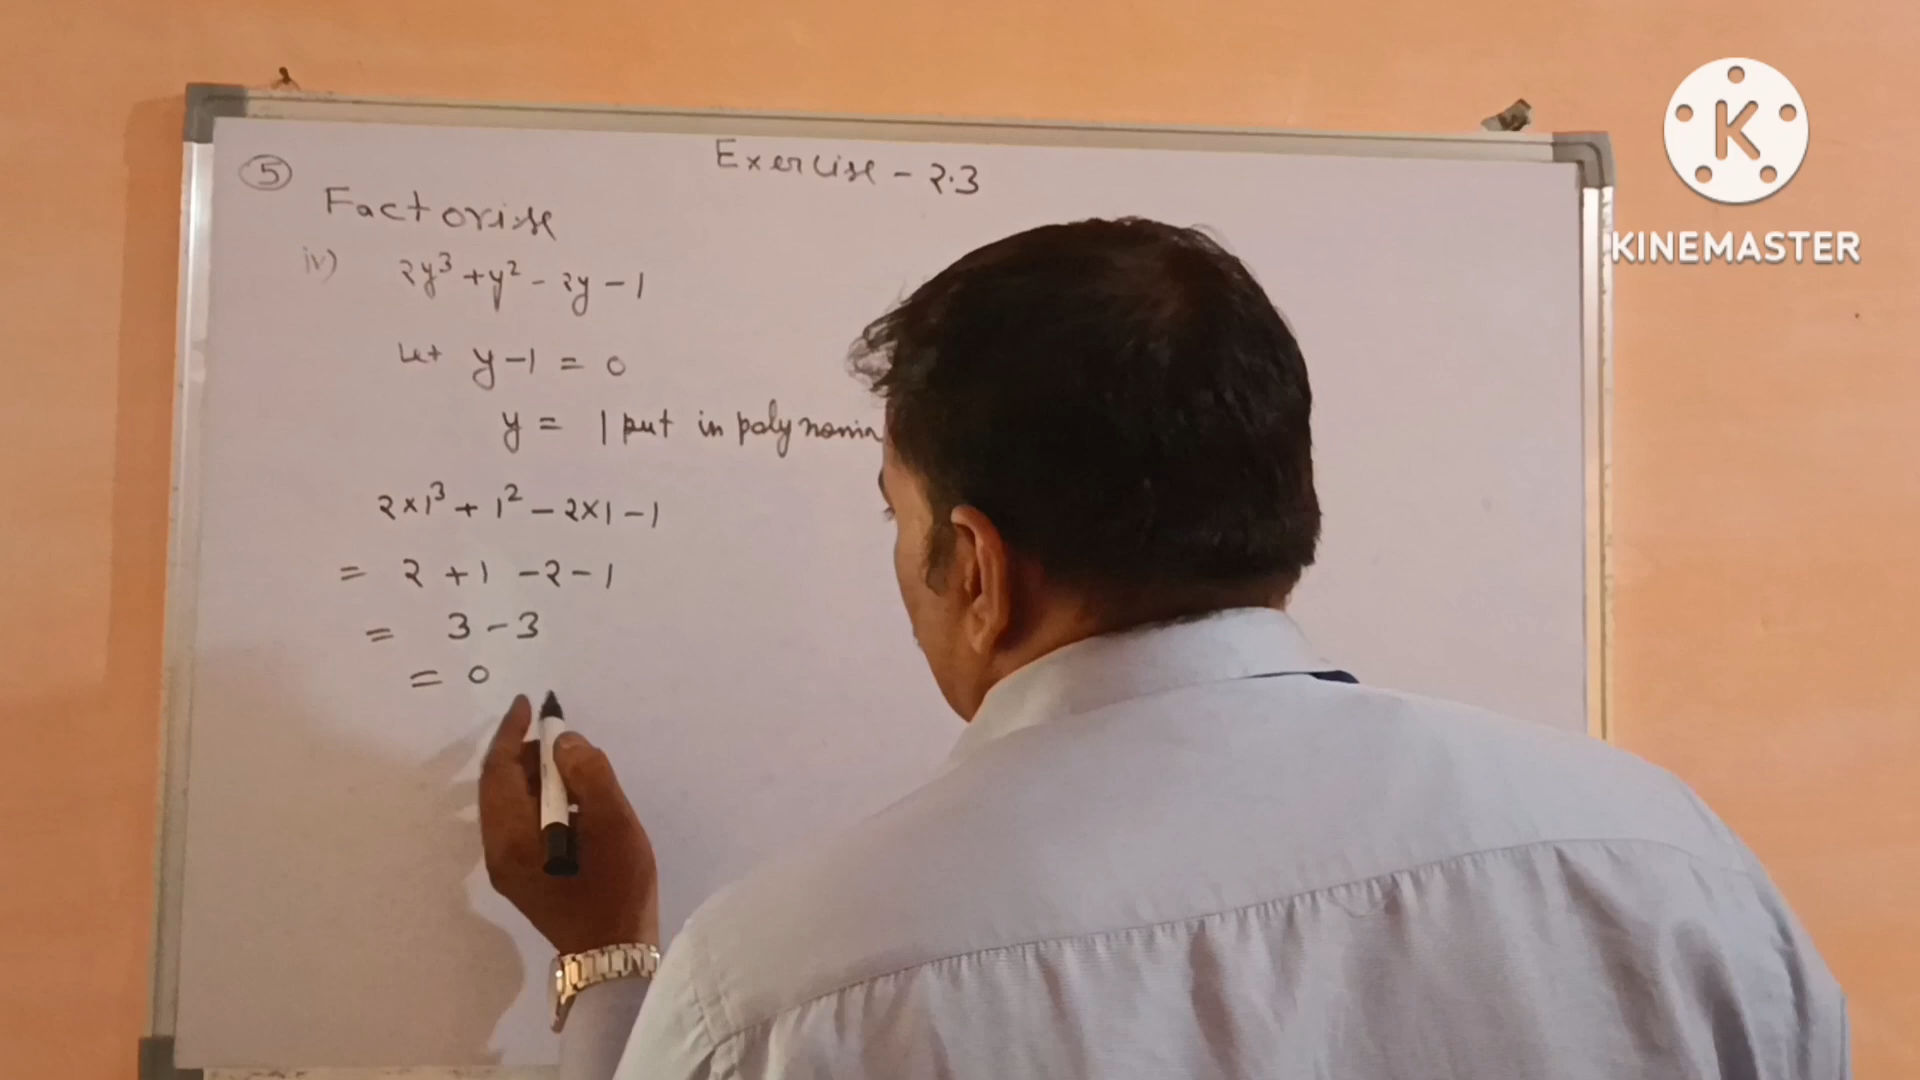 Exercise - 2.3
5
Factorise
iv) 2y³ + y² - 2y - 1
Let y - 1 = 0
y = 1 put in polynomia
2×1³ + 1² - 2×1 - 1
= 2 + 1 - 2 - 1
= 3 - 3
= 0
K
KINEMASTER